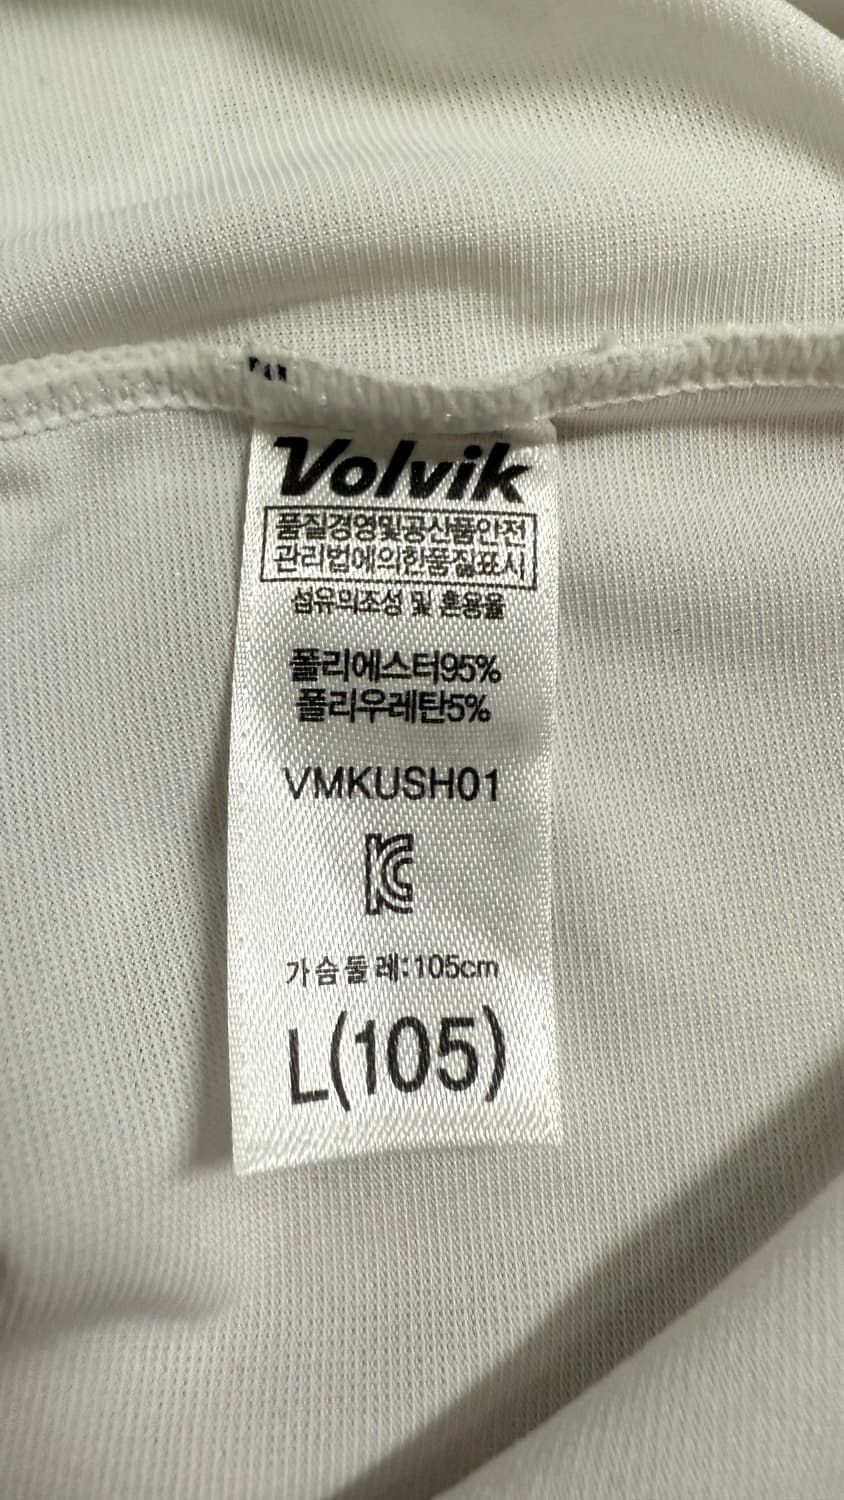 Volvik
품질경영및공산품안전
관리법에의한품질표시
섬유의조성 및 혼용율
폴리에스터95%
폴리우레탄5%
VMKUSH01
가슴둘레:105cm
L(105)